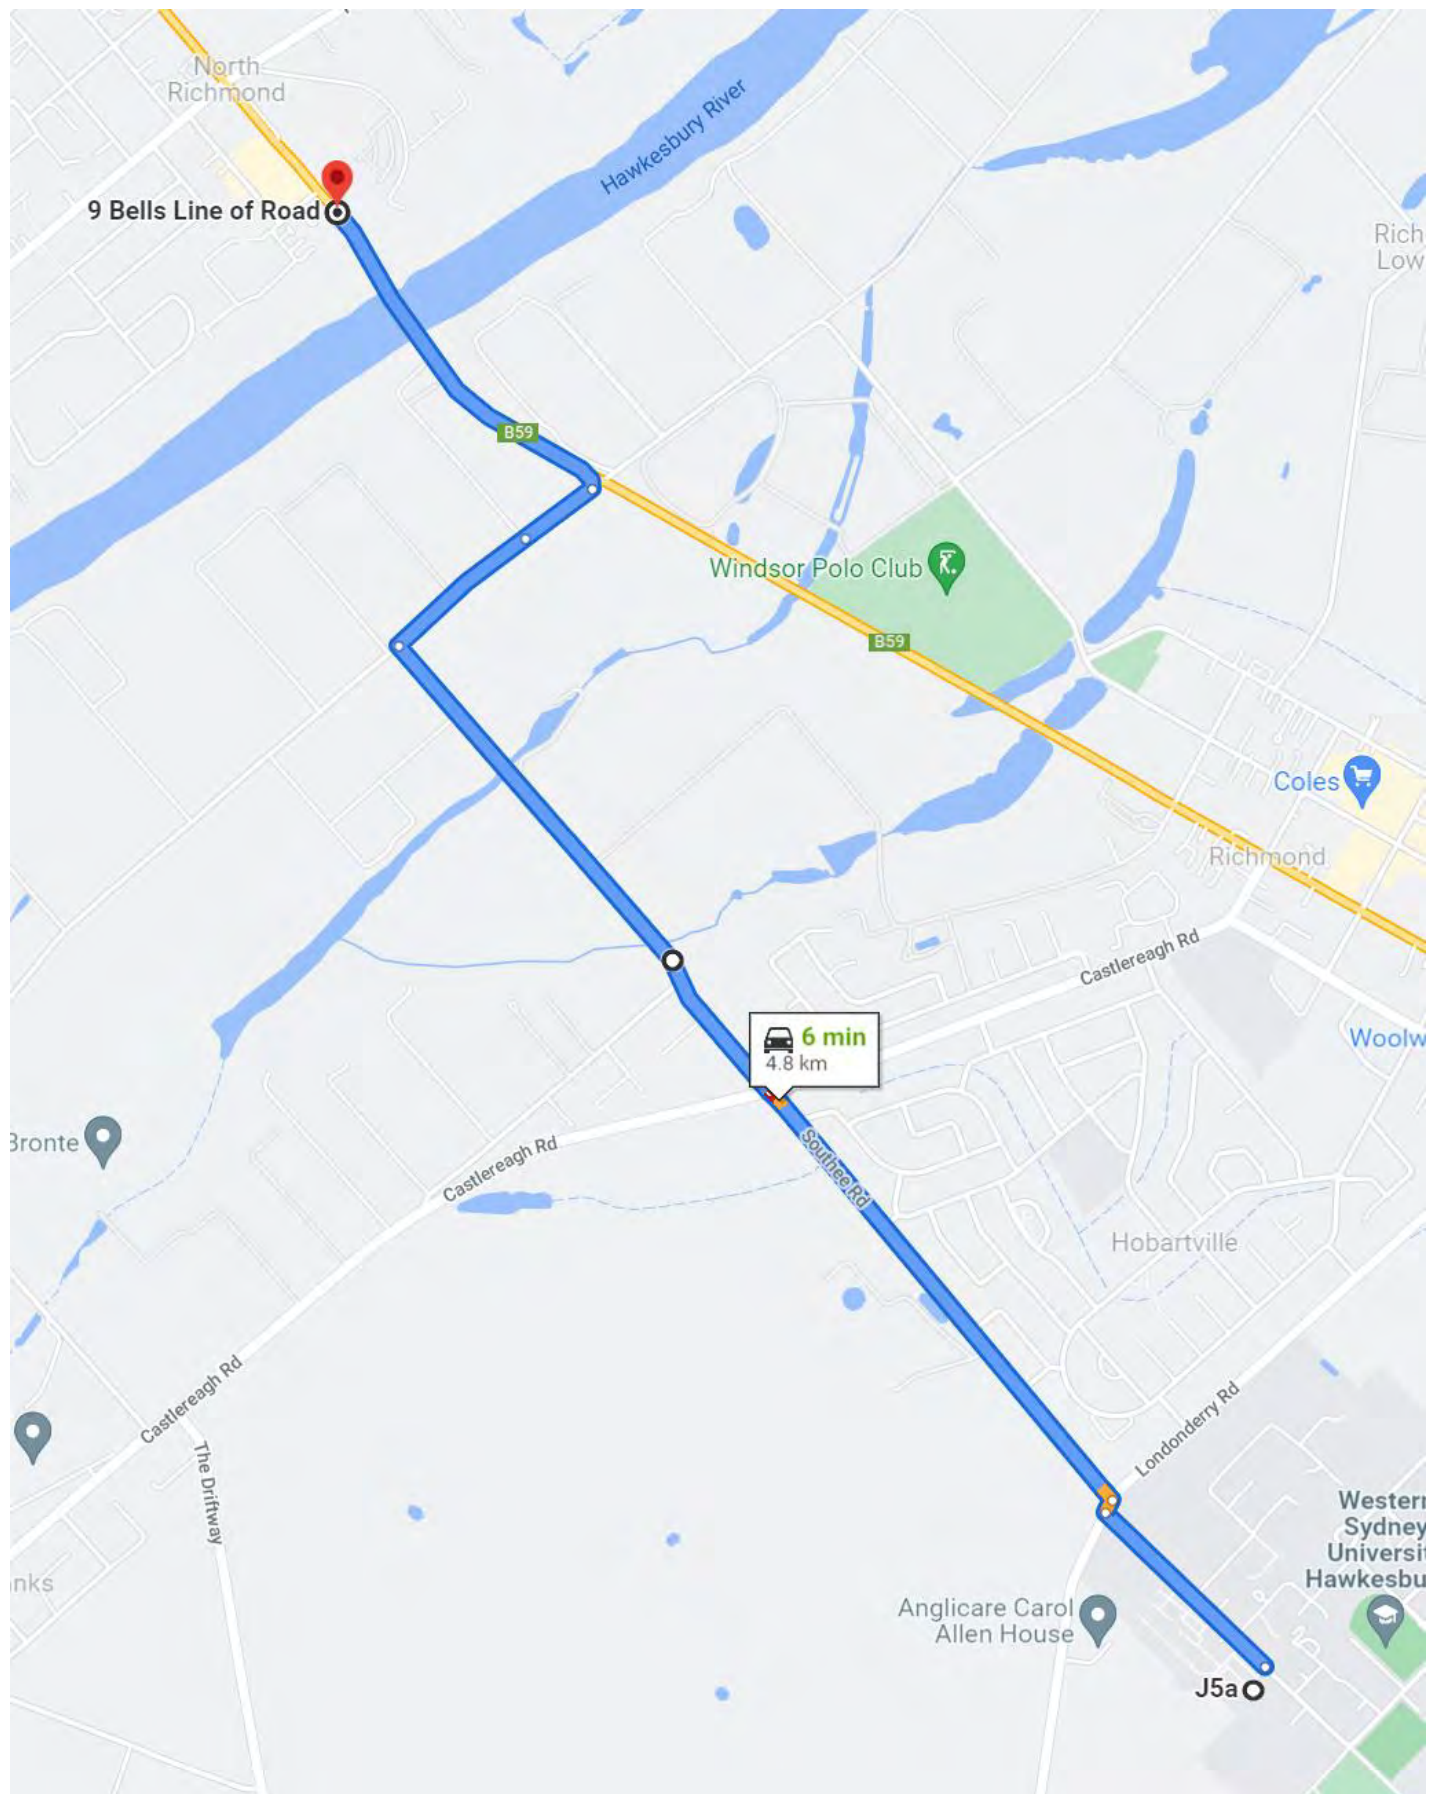 North
Richmond
Hawkesbury River
9 Bells Line of Road
Rich
Low
B59
Windsor Polo Club
B59
Coles
Richmond
Castlereagh Rd
6 min
4.8 km
Woolw
Bronte
Castlereagh Rd
Southee Rd
Hobartville
Castlereagh Rd
Londonderry Rd
The Driftway
Western
Sydney
Universit
Hawkesbu
nks
Anglicare Carol
Allen House
J5a